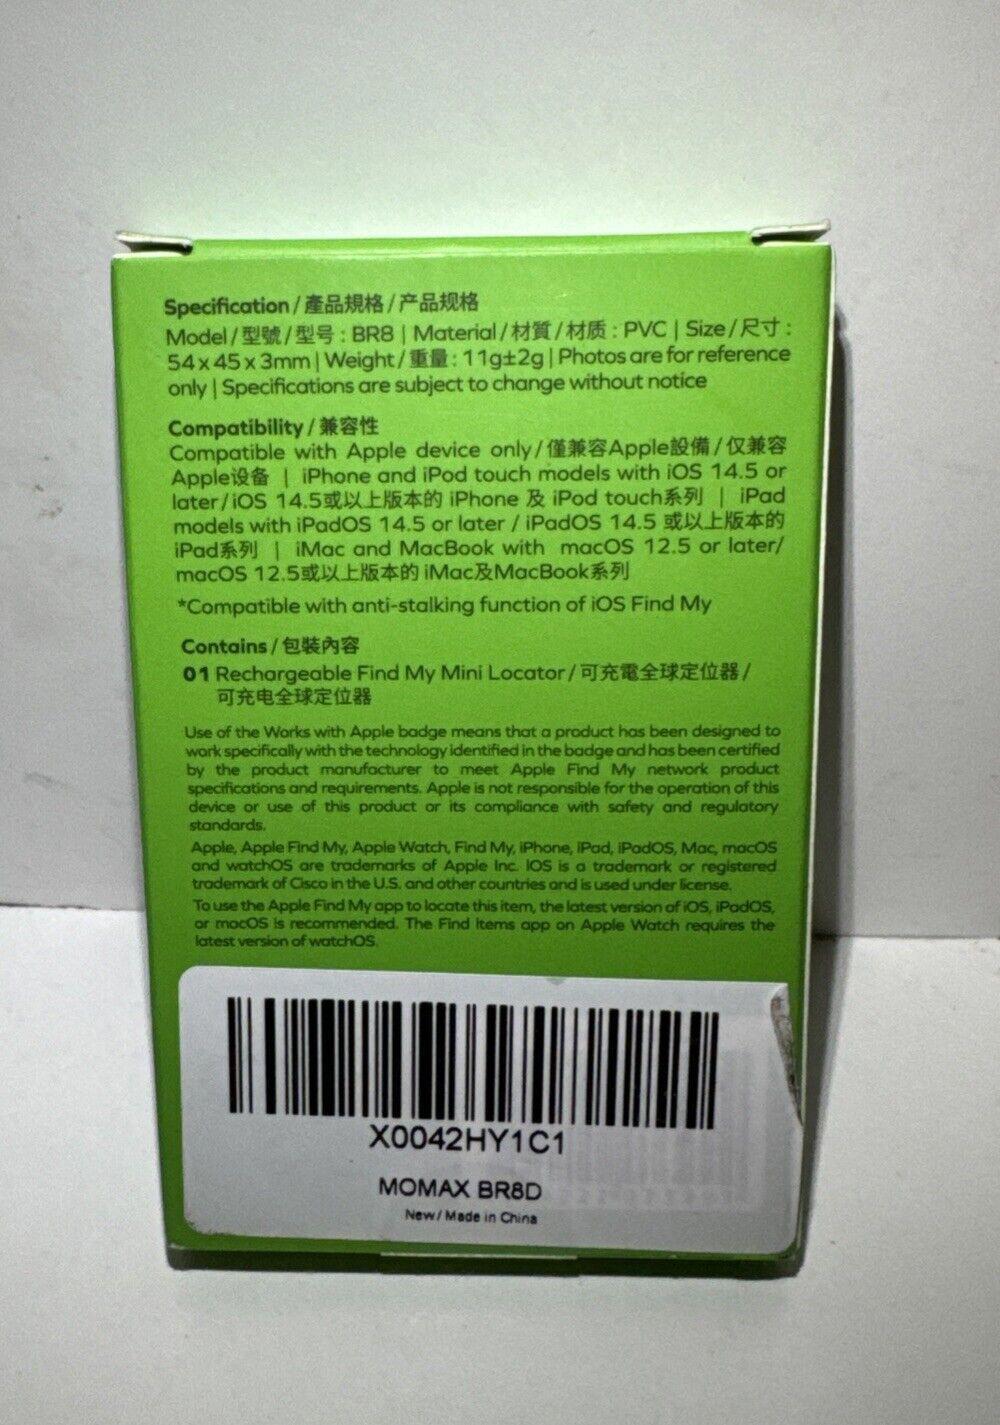 Specification / 產品規格 / 产品规格
Model / 型號 / 型号 : BR8 | Material / 材質 / 材质 : PVC | Size / 尺寸 :
54 x 45 x 3mm | Weight / 重量 : 11g±2g | Photos are for reference
only | Specifications are subject to change without notice
Compatibility / 兼容性
Compatible with Apple device only / 僅兼容Apple設備 / 仅兼容
Apple设备 | iPhone and iPod touch models with iOS 14.5 or
later / iOS 14.5或以上版本的 iPhone 及 iPod touch系列 | iPad
models with iPadOS 14.5 or later / iPadOS 14.5 或以上版本的
iPad系列 | iMac and MacBook with macOS 12.5 or later/
macOS 12.5或以上版本的 iMac及MacBook系列
*Compatible with anti-stalking function of iOS Find My
Contains / 包裝內容
01 Rechargeable Find My Mini Locator / 可充電全球定位器 /
可充电全球定位器
Use of the Works with Apple badge means that a product has been designed to
work specifically with the technology identified in the badge and has been certified
by the product manufacturer to meet Apple Find My network product
specifications and requirements. Apple is not responsible for the operation of this
device or use of this product or its compliance with safety and regulatory
standards.
Apple, Apple Find My, Apple Watch, Find My, iPhone, iPad, iPadOS, Mac, macOS
and watchOS are trademarks of Apple Inc. IOS is a trademark or registered
trademark of Cisco in the U.S. and other countries and is used under license.
To use the Apple Find My app to locate this item, the latest version of iOS, iPadOS,
or macOS is recommended. The Find Items app on Apple Watch requires the
latest version of watchOS.
X0042HY1C1
MOMAX BR8D
New / Made in China